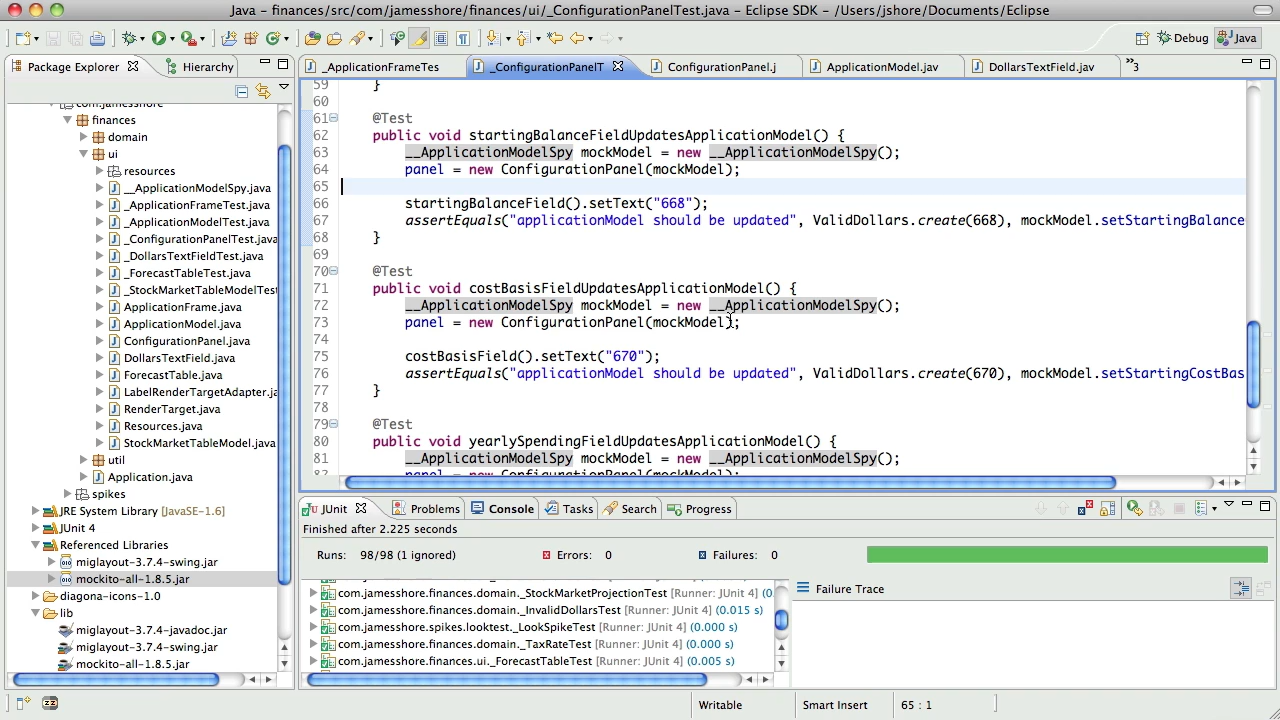 Java - finances/src/com/jamesshore/finances/ui/_ConfigurationPanelTest.java - Eclipse SDK - /Users/jshore/Documents/Eclipse
Debug
Java
Package Explorer
Hierarchy
_ApplicationFrameTes
_ConfigurationPanelT
ConfigurationPanel.j
ApplicationModel.jav
DollarsTextField.jav
»3
com.jamesshore
finances
domain
ui
resources
__ApplicationModelSpy.java
_ApplicationFrameTest.java
_ApplicationModelTest.java
_ConfigurationPanelTest.java
_DollarsTextFieldTest.java
_ForecastTableTest.java
_StockMarketTableModelTest
ApplicationFrame.java
ApplicationModel.java
ConfigurationPanel.java
DollarsTextField.java
ForecastTable.java
LabelRenderTargetAdapter.ja
RenderTarget.java
Resources.java
StockMarketTableModel.java
util
Application.java
spikes
JRE System Library [JavaSE-1.6]
JUnit 4
Referenced Libraries
miglayout-3.7.4-swing.jar
mockito-all-1.8.5.jar
diagona-icons-1.0
lib
miglayout-3.7.4-javadoc.jar
miglayout-3.7.4-swing.jar
mockito-all-1.8.5.jar
59 }
60
61 @Test
62 public void startingBalanceFieldUpdatesApplicationModel() {
63 __ApplicationModelSpy mockModel = new __ApplicationModelSpy();
64 panel = new ConfigurationPanel(mockModel);
65
66 startingBalanceField().setText("668");
67 assertEquals("applicationModel should be updated", ValidDollars.create(668), mockModel.setStartingBalance
68 }
69
70 @Test
71 public void costBasisFieldUpdatesApplicationModel() {
72 __ApplicationModelSpy mockModel = new __ApplicationModelSpy();
73 panel = new ConfigurationPanel(mockModel);
74
75 costBasisField().setText("670");
76 assertEquals("applicationModel should be updated", ValidDollars.create(670), mockModel.setStartingCostBas
77 }
78
79 @Test
80 public void yearlySpendingFieldUpdatesApplicationModel() {
81 __ApplicationModelSpy mockModel = new __ApplicationModelSpy();
82 panel = new ConfigurationPanel(mockModel);
JUnit
Problems
Console
Tasks
Search
Progress
Finished after 2.225 seconds
Runs: 98/98 (1 ignored)
Errors: 0
Failures: 0
com.jamesshore.finances.domain._StockMarketProjectionTest [Runner: JUnit 4] (0
com.jamesshore.finances.domain._InvalidDollarsTest [Runner: JUnit 4] (0.015 s)
com.jamesshore.spikes.looktest._LookSpikeTest [Runner: JUnit 4] (0.000 s)
com.jamesshore.finances.domain._TaxRateTest [Runner: JUnit 4] (0.000 s)
com.jamesshore.finances.ui._ForecastTableTest [Runner: JUnit 4] (0.005 s)
Failure Trace
Writable
Smart Insert
65 : 1